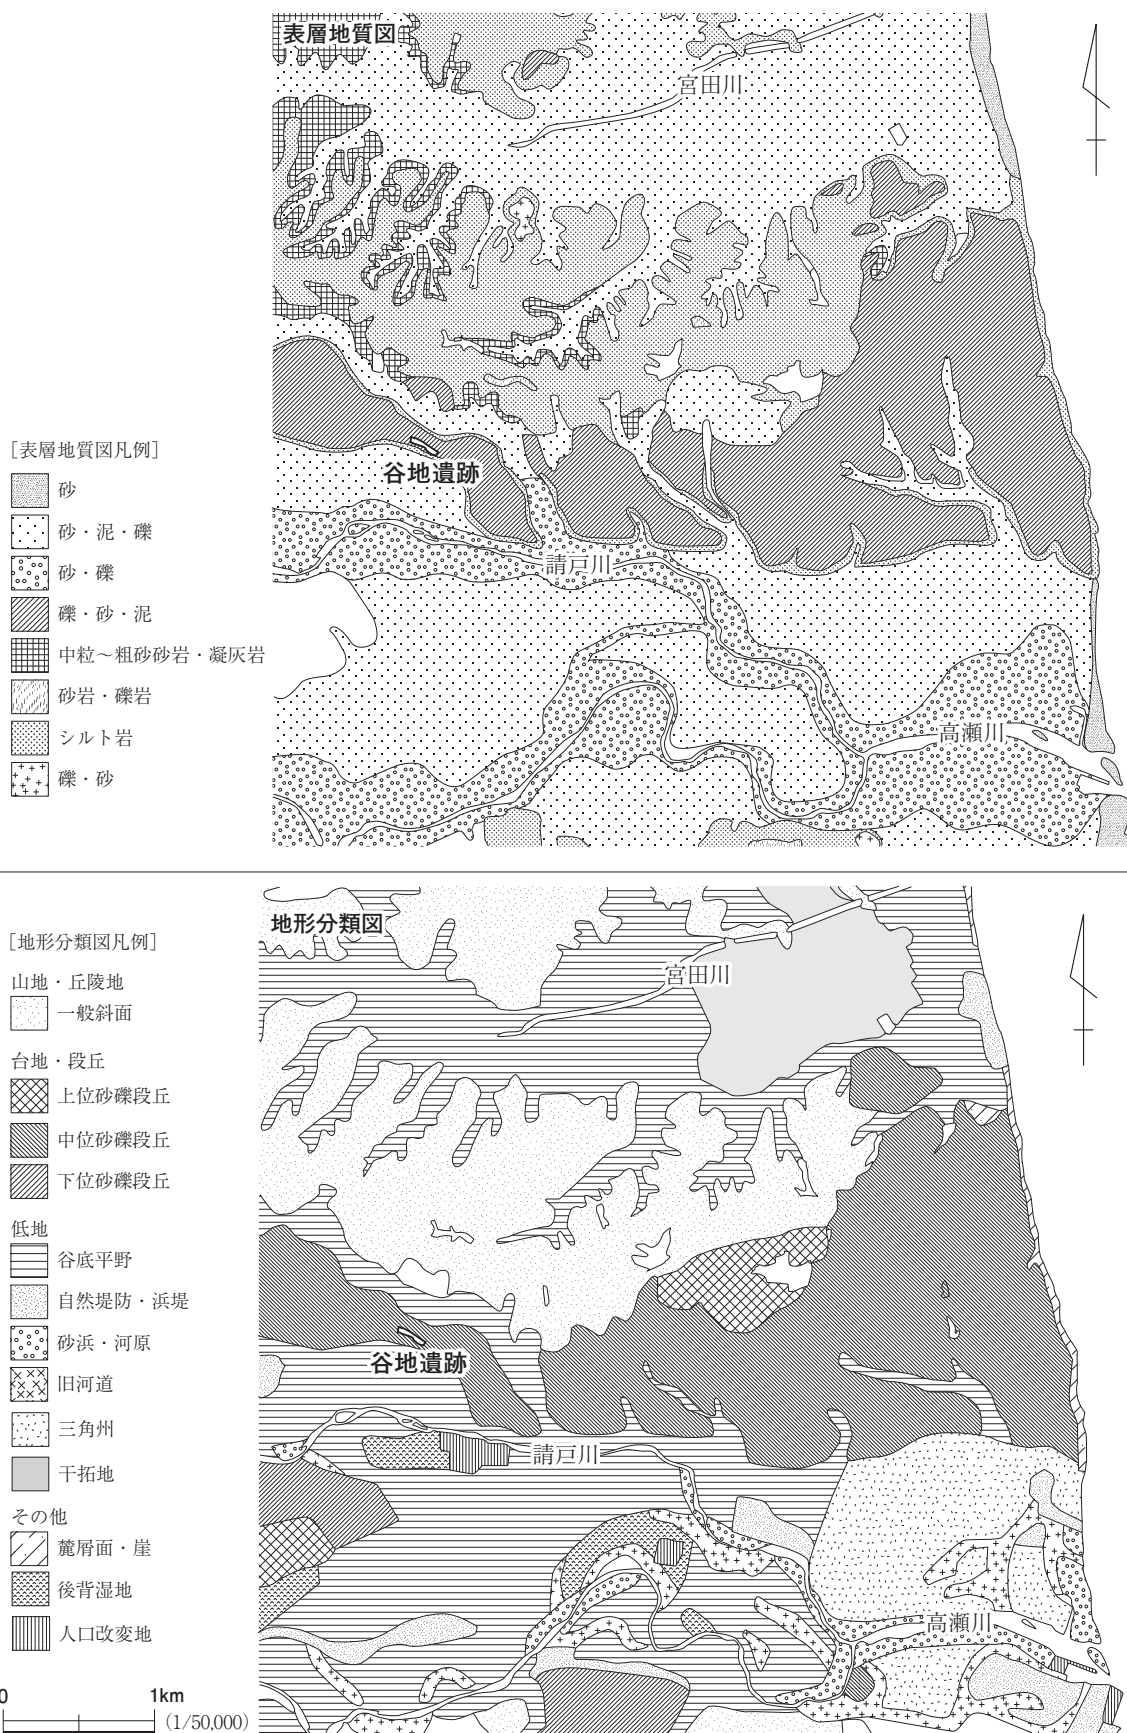 表層地質図
宮田川
谷地遺跡
請戸川
高瀬川
［表層地質図凡例］
砂
砂・泥・礫
砂・礫
礫・砂・泥
中粒～粗砂砂岩・凝灰岩
砂岩・礫岩
シルト岩
礫・砂
地形分類図
宮田川
谷地遺跡
請戸川
高瀬川
［地形分類図凡例］
山地・丘陵地
一般斜面
台地・段丘
上位砂礫段丘
中位砂礫段丘
下位砂礫段丘
低地
谷底平野
自然堤防・浜堤
砂浜・河原
旧河道
三角州
干拓地
その他
麓屑面・崖
後背湿地
人口改変地
0 1km
（1/50,000）